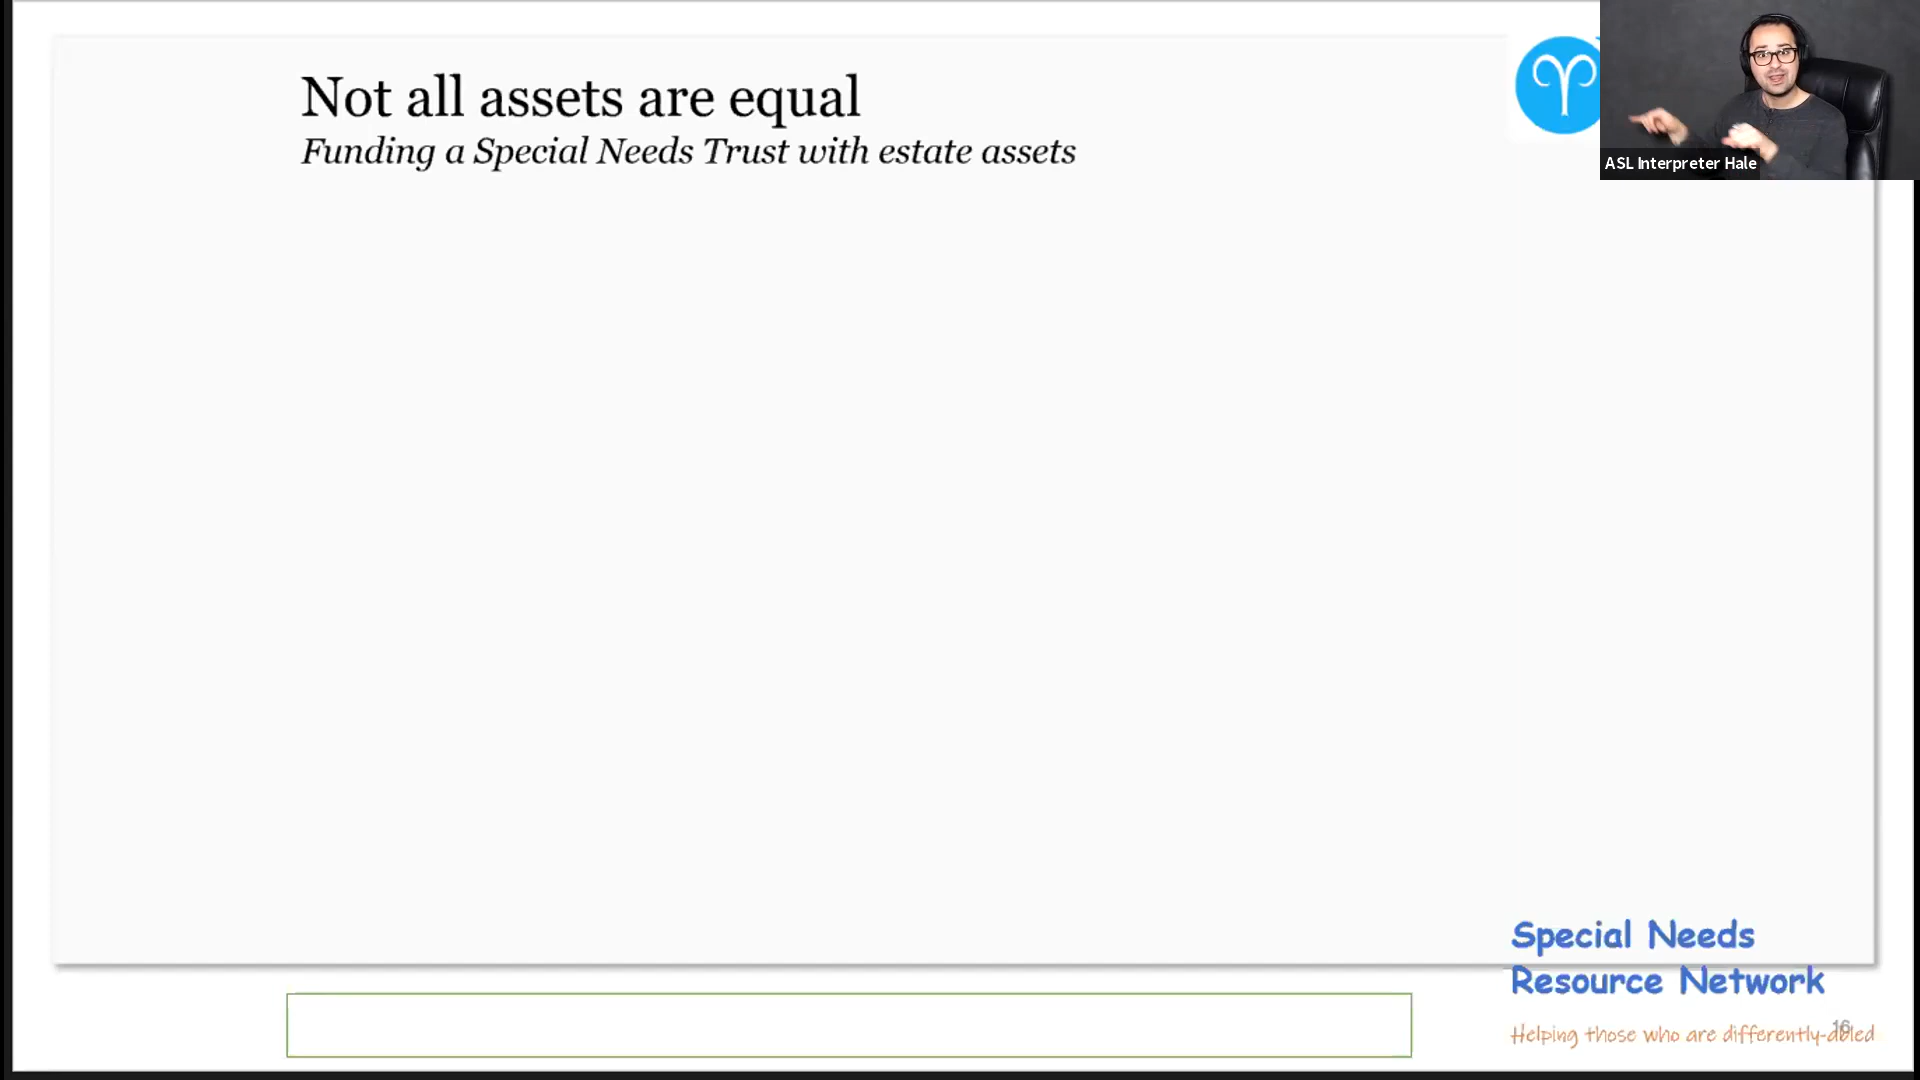 Not all assets are equal
Funding a Special Needs Trust with estate assets
ASL Interpreter Hale
Special Needs
Resource Network
16
Helping those who are differently-abled